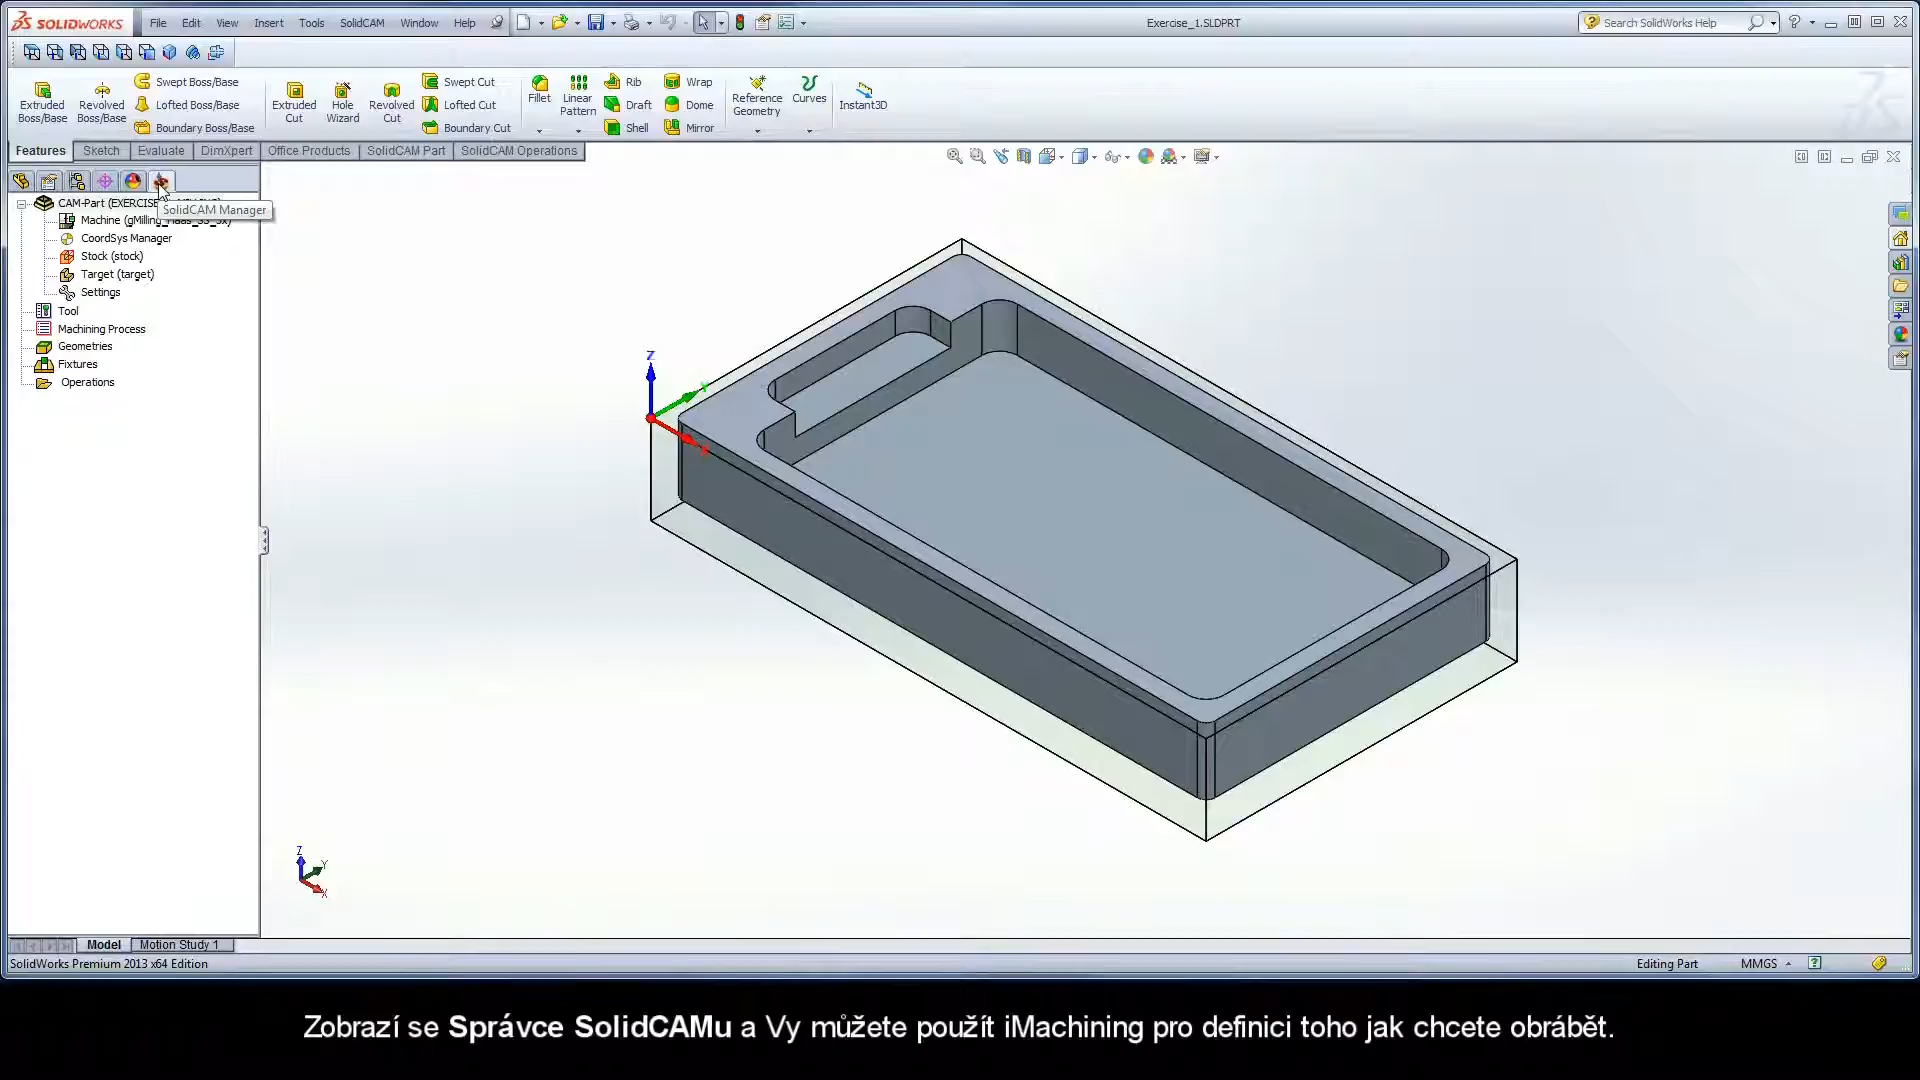 SOLIDWORKS File Edit View Insert Tools SolidCAM Window Help Exercise_1.SLDPRT Search SolidWorks Help
Extruded Boss/Base
Revolved Boss/Base
Swept Boss/Base
Lofted Boss/Base
Boundary Boss/Base
Extruded Cut
Hole Wizard
Revolved Cut
Swept Cut
Lofted Cut
Boundary Cut
Fillet
Linear Pattern
Rib
Draft
Shell
Wrap
Dome
Mirror
Reference Geometry
Curves
Instant3D
Features Sketch Evaluate DimXpert Office Products SolidCAM Part SolidCAM Operations
CAM-Part (EXERCISE
SolidCAM Manager
Machine (gMilling_Haas_SS_3x)
CoordSys Manager
Stock (stock)
Target (target)
Settings
Tool
Machining Process
Geometries
Fixtures
Operations
Z
Z
Y
X
Model Motion Study 1
SolidWorks Premium 2013 x64 Edition Editing Part MMGS
Zobrazí se Správce SolidCAMu a Vy můžete použít iMachining pro definici toho jak chcete obrábět.